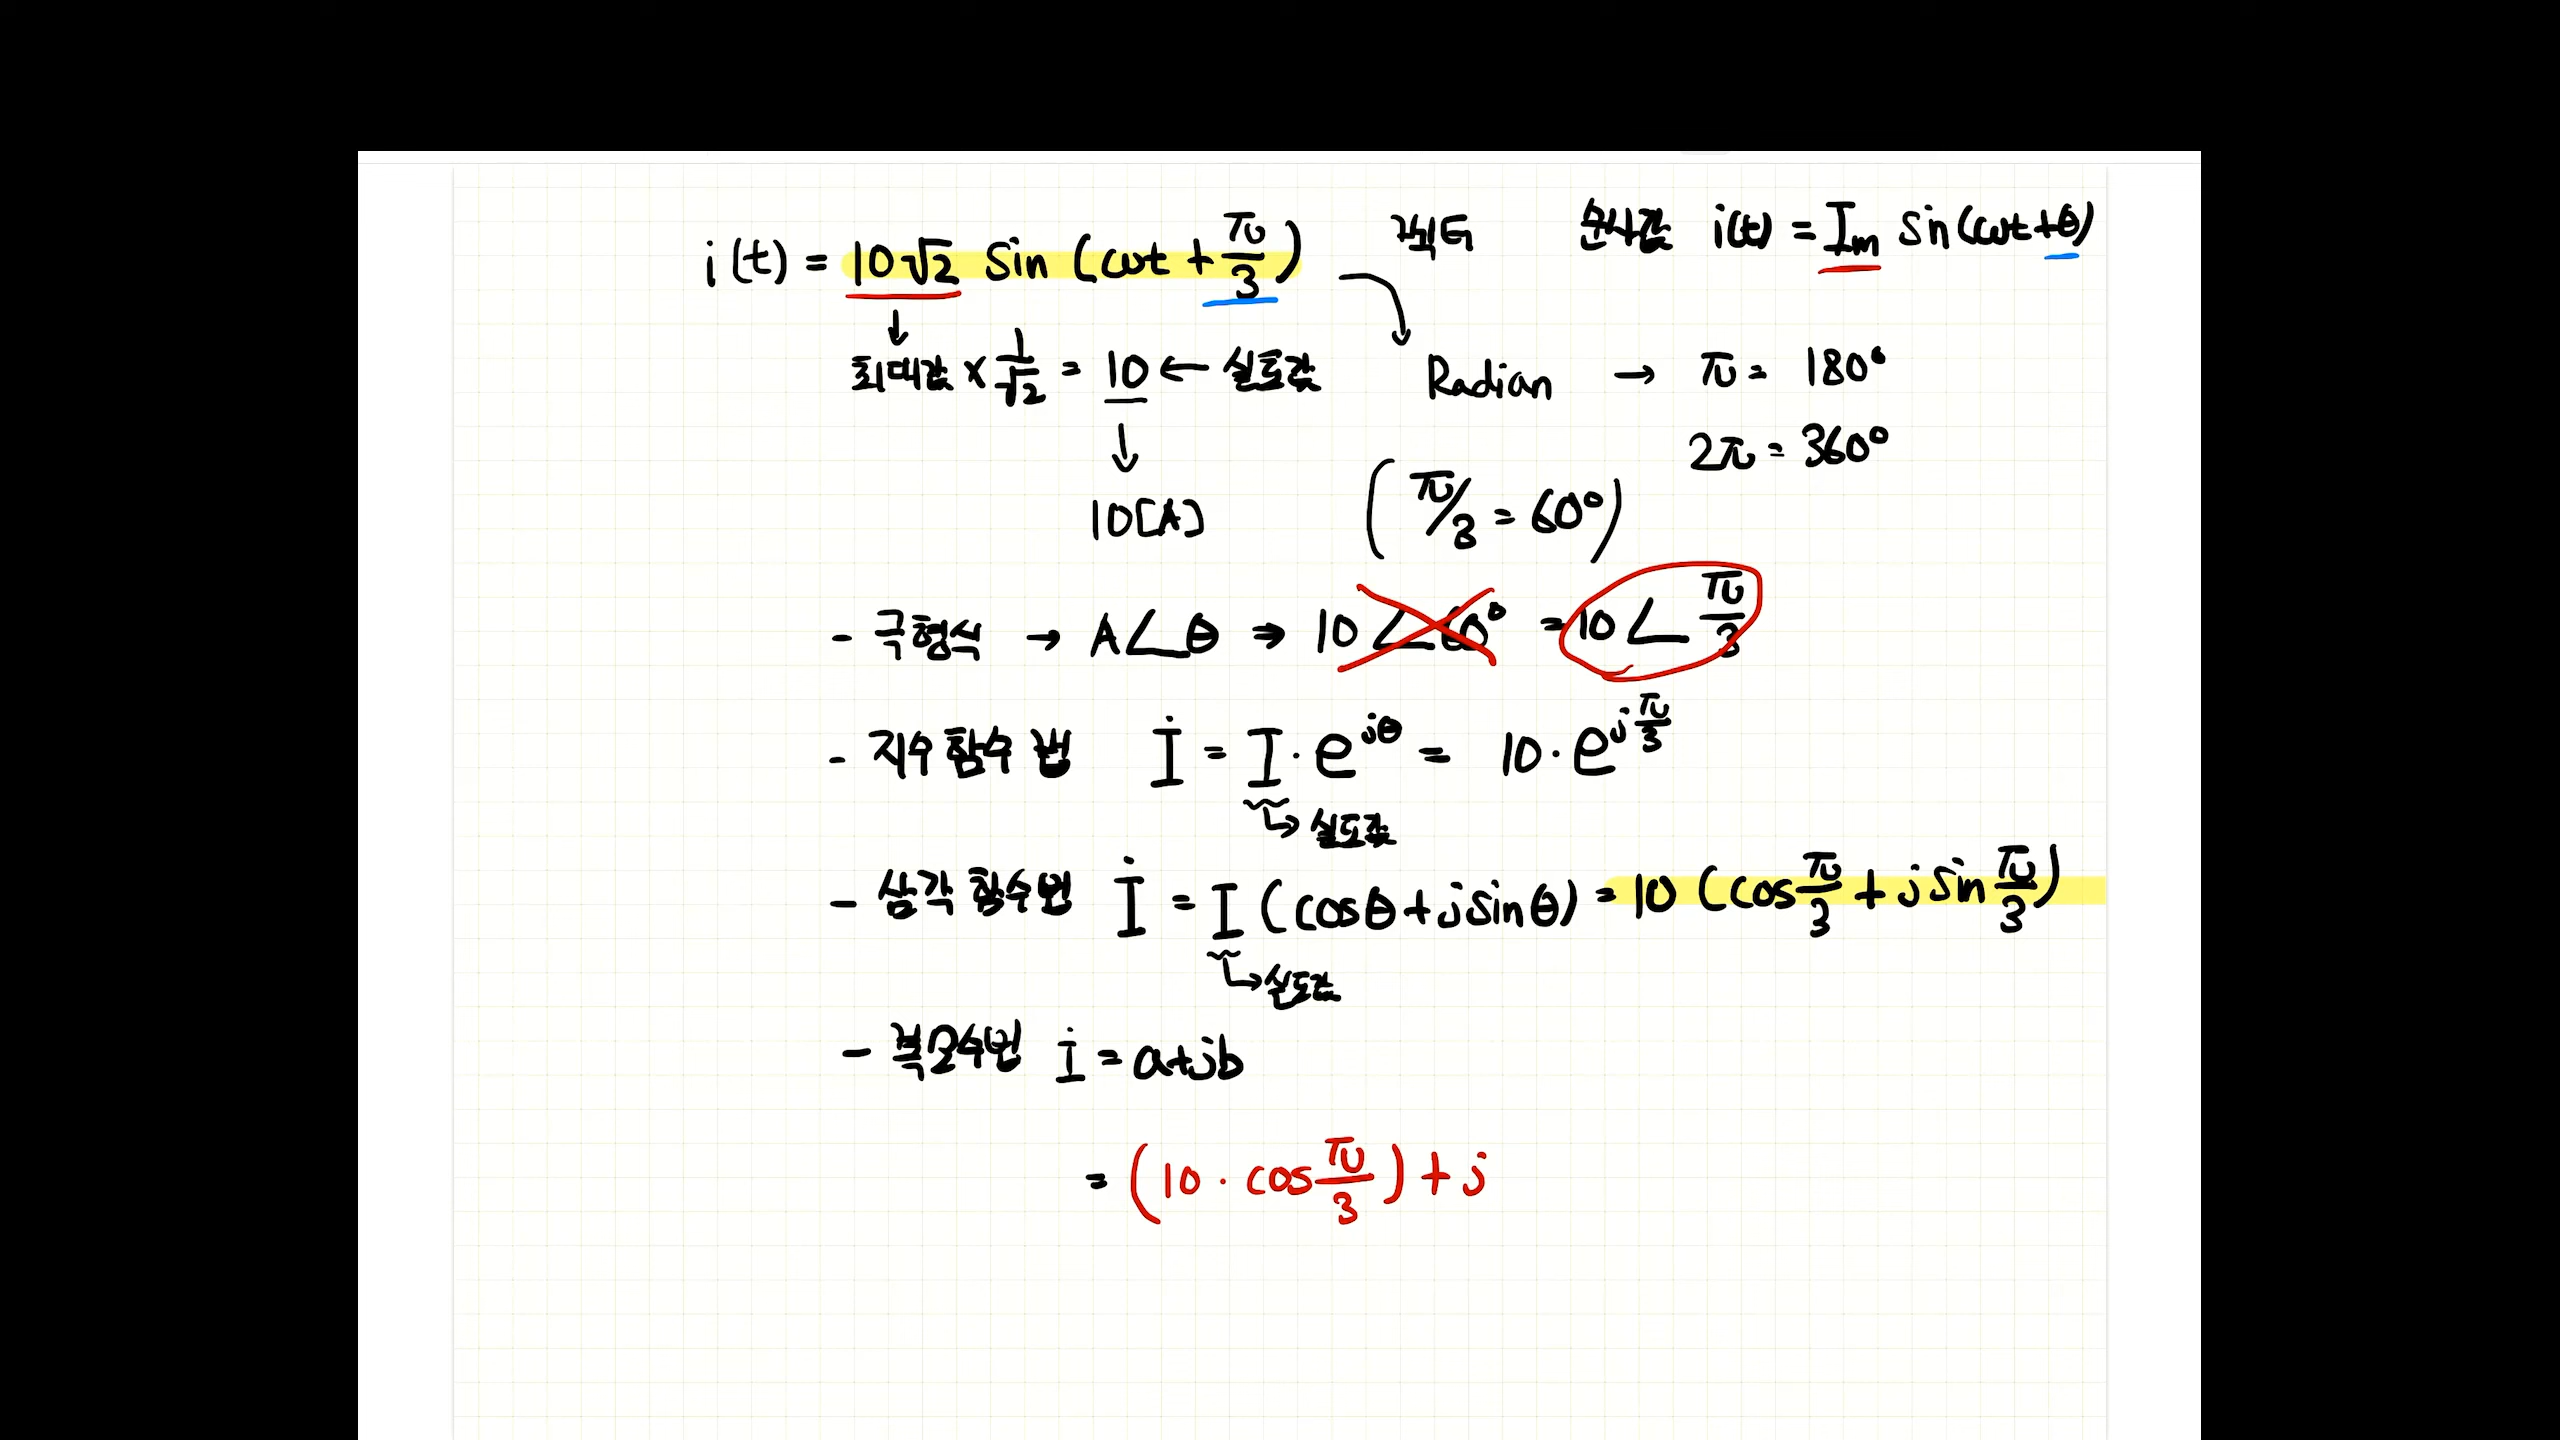 i(t) = 10√2 sin(ωt + π/3) 각속도 순시값 i(t) = Im sin(ωt+θ)
↓
최대값 × 1/√2 = 10 ← 실효값 Radian → π = 180°
↓ 2π = 360°
10[A] (π/3 = 60°)
- 극형식 → A∠θ ⇒ 10∠60° = 10∠π/3
- 지수함수법 İ = I · e^jθ = 10 · e^jπ/3
↳ 실효값
- 삼각함수법 İ = I (cosθ + j sinθ) = 10 (cos π/3 + j sin π/3)
↳ 실효값
- 복소수법 İ = a+jb
= (10 · cos π/3) + j